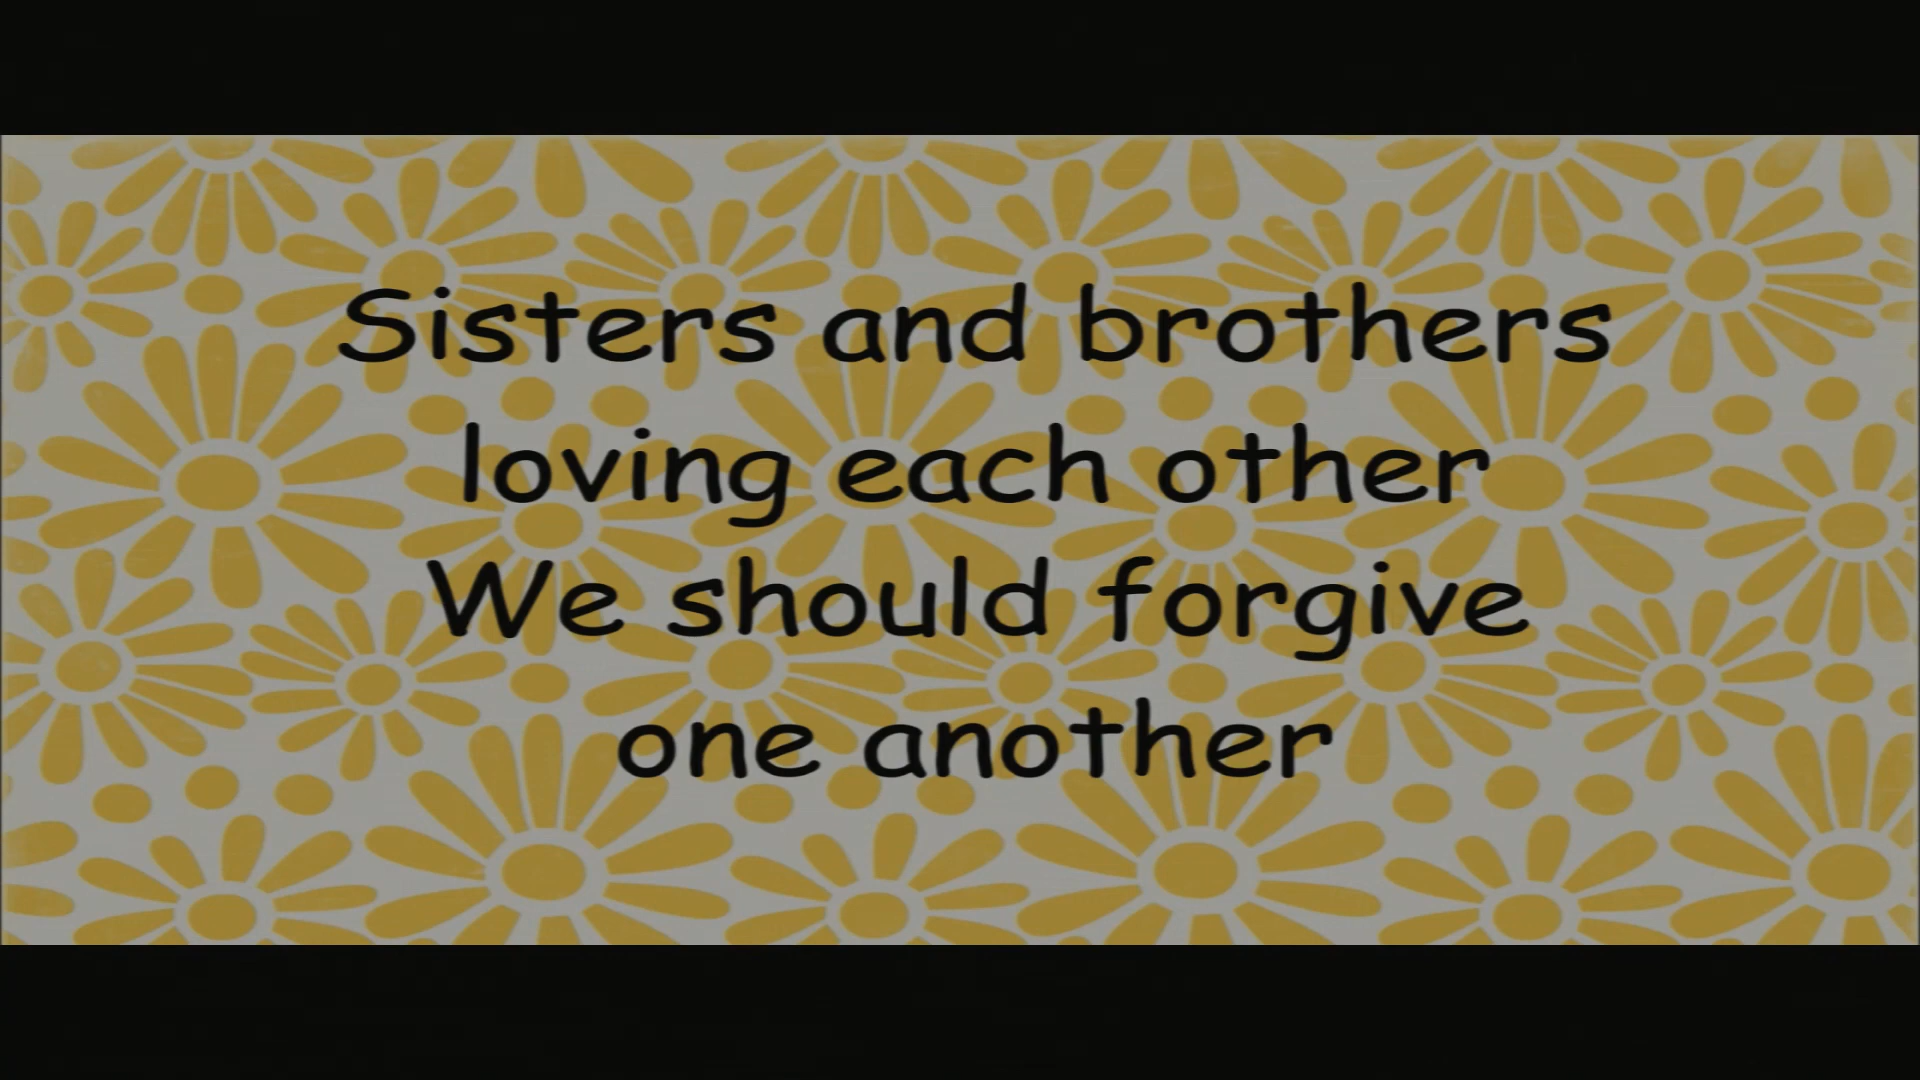 Sisters and brothers
loving each other
We should forgive
one another